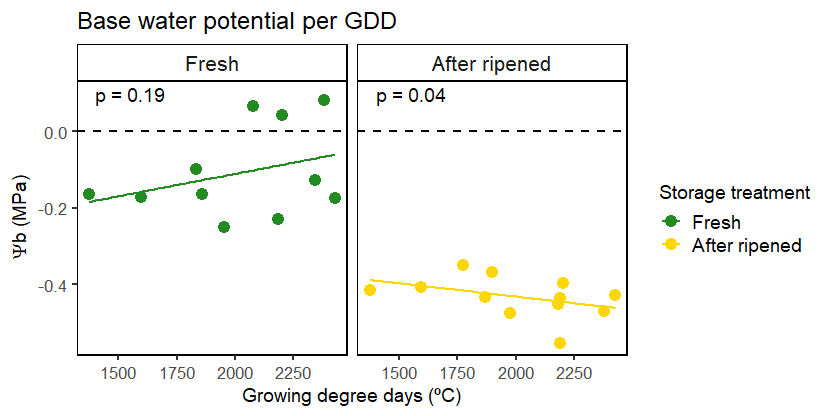 Base water potential per GDD
Fresh
After ripened
p = 0.19
p = 0.04
0.0
-0.2
-0.4
Ψb (MPa)
1500 1750 2000 2250
1500 1750 2000 2250
Growing degree days (ºC)
Storage treatment
Fresh
After ripened